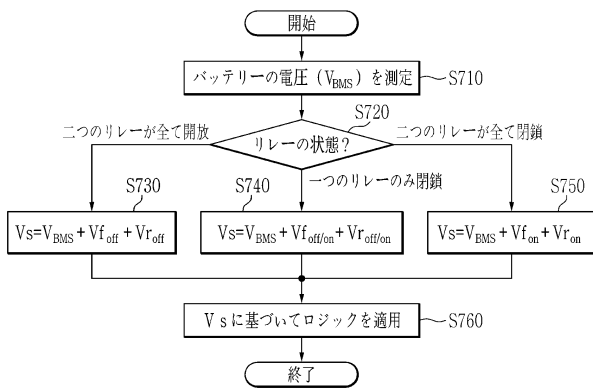 開始
バッテリーの電圧（V_BMS）を測定
S710
S720
リレーの状態？
二つのリレーが全て開放
二つのリレーが全て閉鎖
一つのリレーのみ閉鎖
S730
S740
S750
Vs=V_BMS+Vf_off+Vr_off
Vs=V_BMS+Vf_off/on+Vr_off/on
Vs=V_BMS+Vf_on+Vr_on
Vsに基づいてロジックを適用
S760
終了